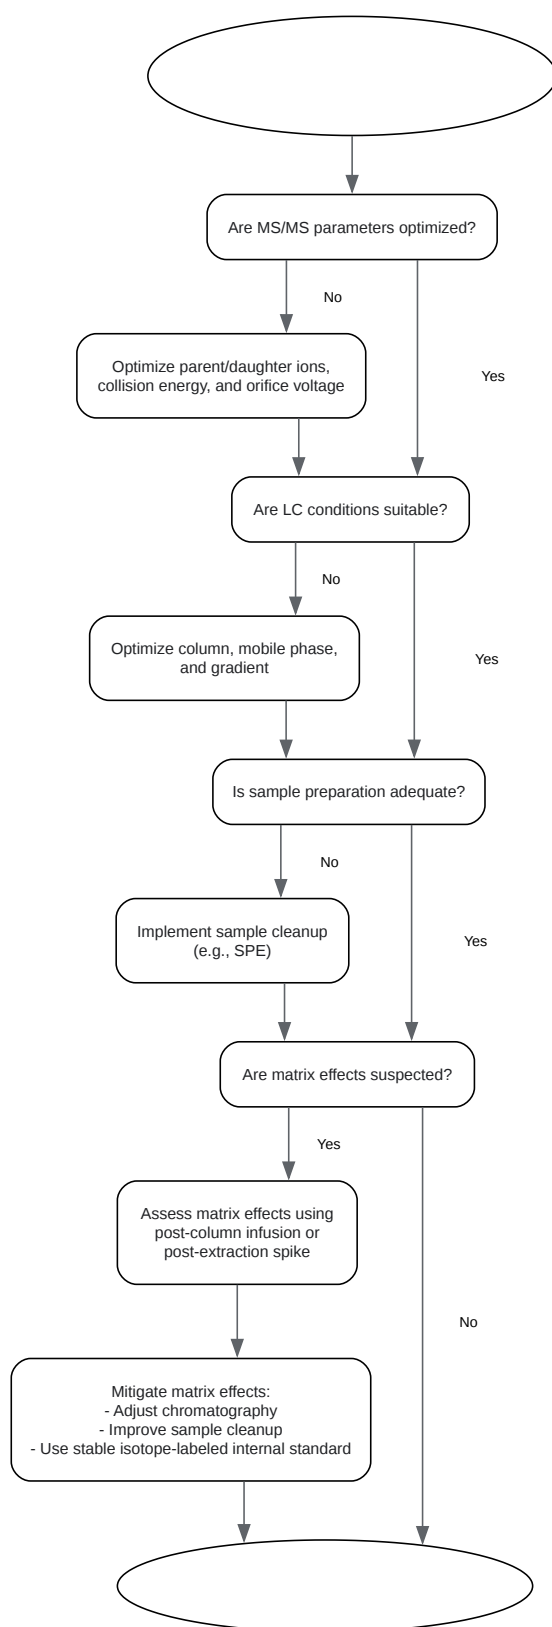 Are MS/MS parameters optimized?
No
Optimize parent/daughter ions,
collision energy, and orifice voltage
Yes
Are LC conditions suitable?
No
Optimize column, mobile phase,
and gradient
Yes
Is sample preparation adequate?
No
Implement sample cleanup
(e.g., SPE)
Yes
Are matrix effects suspected?
Yes
Assess matrix effects using
post-column infusion or
post-extraction spike
No
Mitigate matrix effects:
- Adjust chromatography
- Improve sample cleanup
- Use stable isotope-labeled internal standard